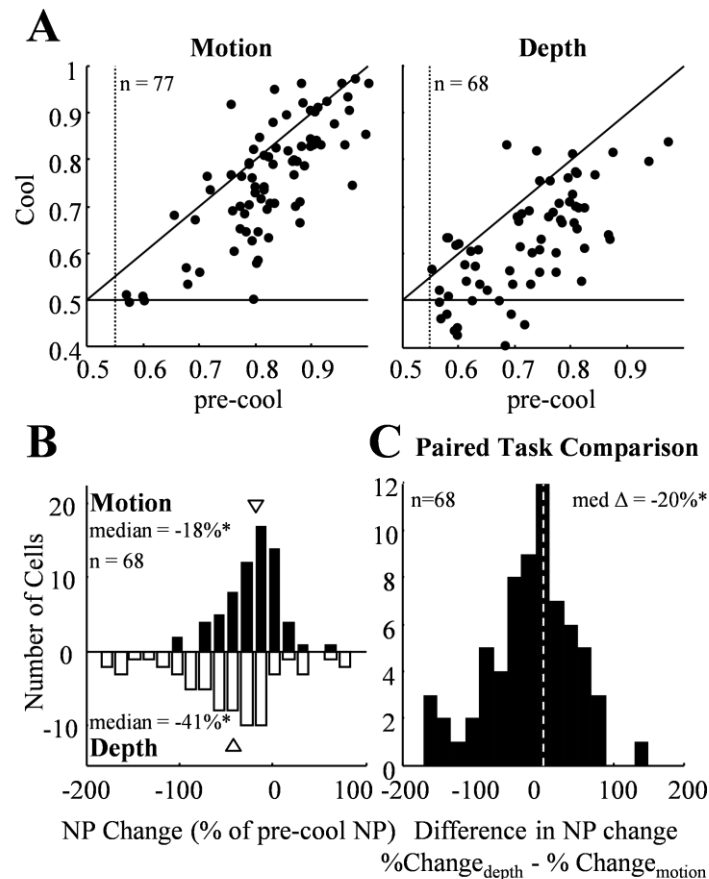 A
Motion
Depth
n = 77
n = 68
1
0.9
0.8
0.7
0.6
0.5
0.4
Cool
0.5 0.6 0.7 0.8 0.9
0.5 0.6 0.7 0.8 0.9
pre-cool
pre-cool
B
C Paired Task Comparison
Motion
median = -18%*
n = 68
20
10
0
-10
Number of Cells
median = -41%*
Depth
-200 -100 0 100
NP Change (% of pre-cool NP)
n=68
med Δ = -20%*
12
10
8
6
4
2
0
-200 -100 0 100 200
Difference in NP change
%Change depth - % Change motion